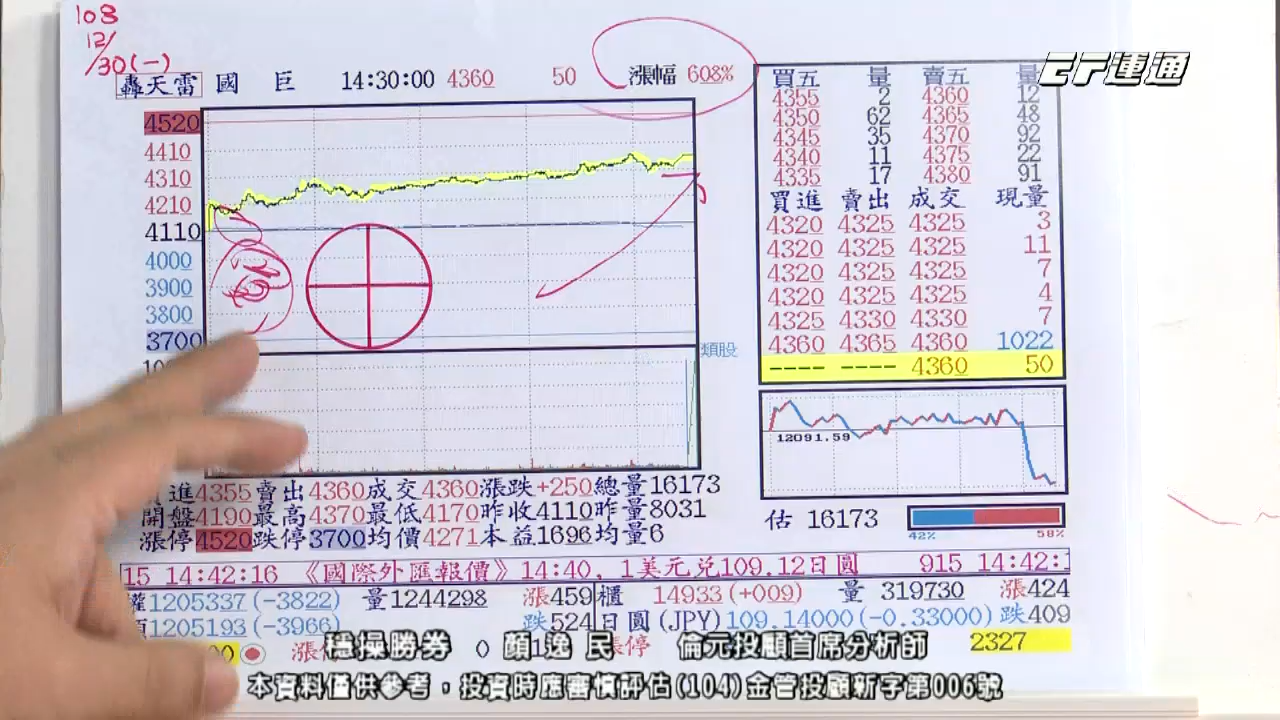 108
12/
30(一)
轟天雷 國 巨 14:30:00 4360 50 漲幅 608%
CT運通
4520
4410
4310
4210
4110
4000
3900
3800
3700
類股
買五 量 賣五 量
4355 2 4360 12
4350 62 4365 48
4345 35 4370 92
4340 11 4375 22
4335 17 4380 91
買進 賣出 成交 現量
4320 4325 4325 3
4320 4325 4325 11
4320 4325 4325 7
4320 4325 4325 4
4325 4330 4330 7
4360 4365 4360 1022
---- ---- 4360 50
12091.59
估 16173
42% 58%
進4355賣出4360成交4360漲跌+250總量16173
開盤4190最高4370最低4170昨收4110昨量8031
漲停4520跌停3700均價4271本益1696均量6
15 14:42:16 《國際外匯報價》14:40, 1美元兌109.12日圓 915 14:42:
1205337(-3822) 量1244298 漲459 櫃 14933(+009) 量 319730 漲424
1205193(-3966) 跌524 日圓(JPY)109.14000(-0.33000)跌409
2327
穩操勝券 顏逸民 倫元投顧首席分析師
本資料僅供參考，投資時應審慎評估(104)金管投顧新字第006號